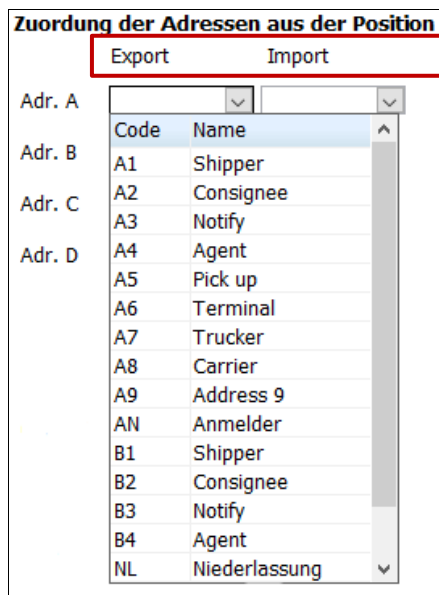 Zuordung der Adressen aus der Position
Export Import
Adr. A
Code Name
Adr. B
A1 Shipper
A2 Consignee
Adr. C
A3 Notify
Adr. D
A4 Agent
A5 Pick up
A6 Terminal
A7 Trucker
A8 Carrier
A9 Address 9
AN Anmelder
B1 Shipper
B2 Consignee
B3 Notify
B4 Agent
NL Niederlassung